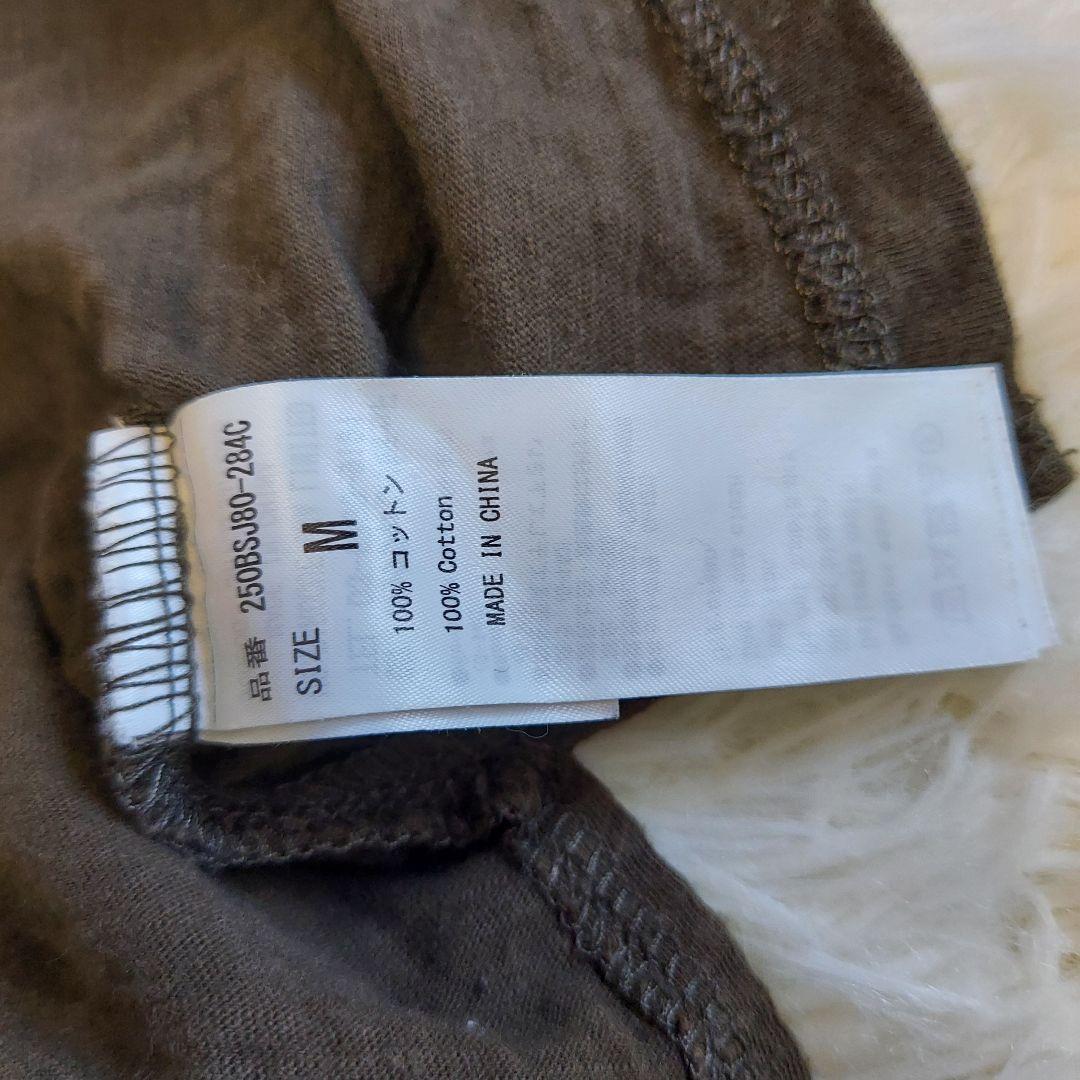 品番 250BSJ80-284C
SIZE M
100% コットン
100% Cotton
MADE IN CHINA